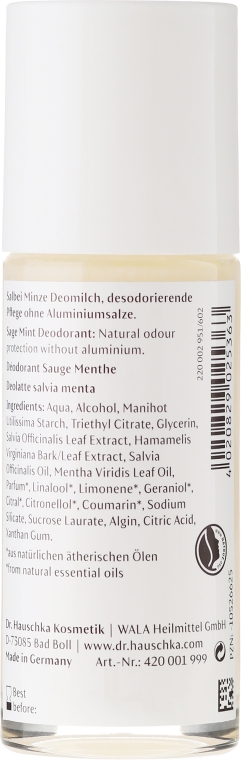 Salbei Minze Deomilch, desodorierende
Pflege ohne Aluminiumsalze.
Sage Mint Deodorant: Natural odour
protection without aluminium.
Deodorant Sauge Menthe
Deolatte salvia menta
Ingredients: Aqua, Alcohol, Manihot
Utilissima Starch, Triethyl Citrate, Glycerin,
Salvia Officinalis Leaf Extract, Hamamelis
Virginiana Bark/Leaf Extract, Salvia
Officinalis Oil, Mentha Viridis Leaf Oil,
Parfum*, Linalool*, Limonene*, Geraniol*,
Citral*, Citronellol*, Coumarin*, Sodium
Silicate, Sucrose Laurate, Algin, Citric Acid,
Xanthan Gum.
*aus natürlichen ätherischen Ölen
*from natural essential oils
Dr. Hauschka Kosmetik | WALA Heilmittel GmbH
D-73085 Bad Boll | www.dr.hauschka.com
Made in Germany Art.-Nr.: 420 001 999
Best
before:
220 002 951/602
4 020829 025363
PZN: 10526625